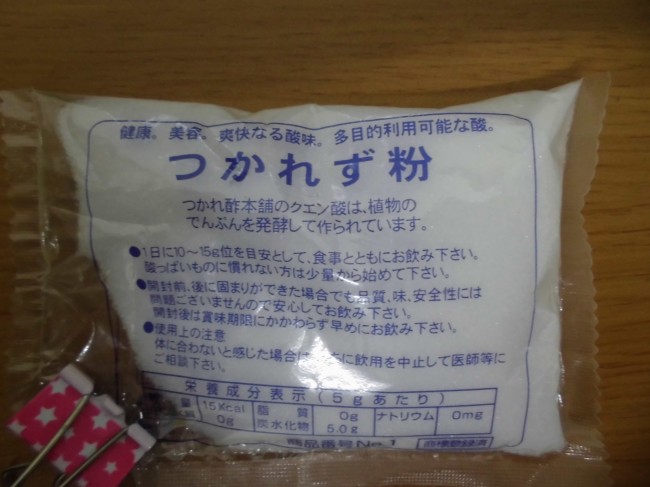 健康。美容。爽快なる酸味。多目的利用可能な酸。
つかれず粉
つかれ酢本舗のクエン酸は、植物の
でんぷんを発酵して作られています。
●1日に10～15g位を目安として、食事とともにお飲み下さい。
酸っぱいものに慣れない方は少量から始めて下さい。
●開封前、後に固まりができた場合でも品質、味、安全性には
問題ございませんので安心してお飲み下さい。
開封後は賞味期限にかかわらず早めにお飲み下さい。
●使用上の注意
体に合わないと感じた場合は 飲用を中止して医師等に
ご相談下さい。
栄養成分表示(5gあたり)
量 15Kcal 脂質 0g ナトリウム 0mg
0g 炭水化物 5.0g
商品番号No.1 商標登録済